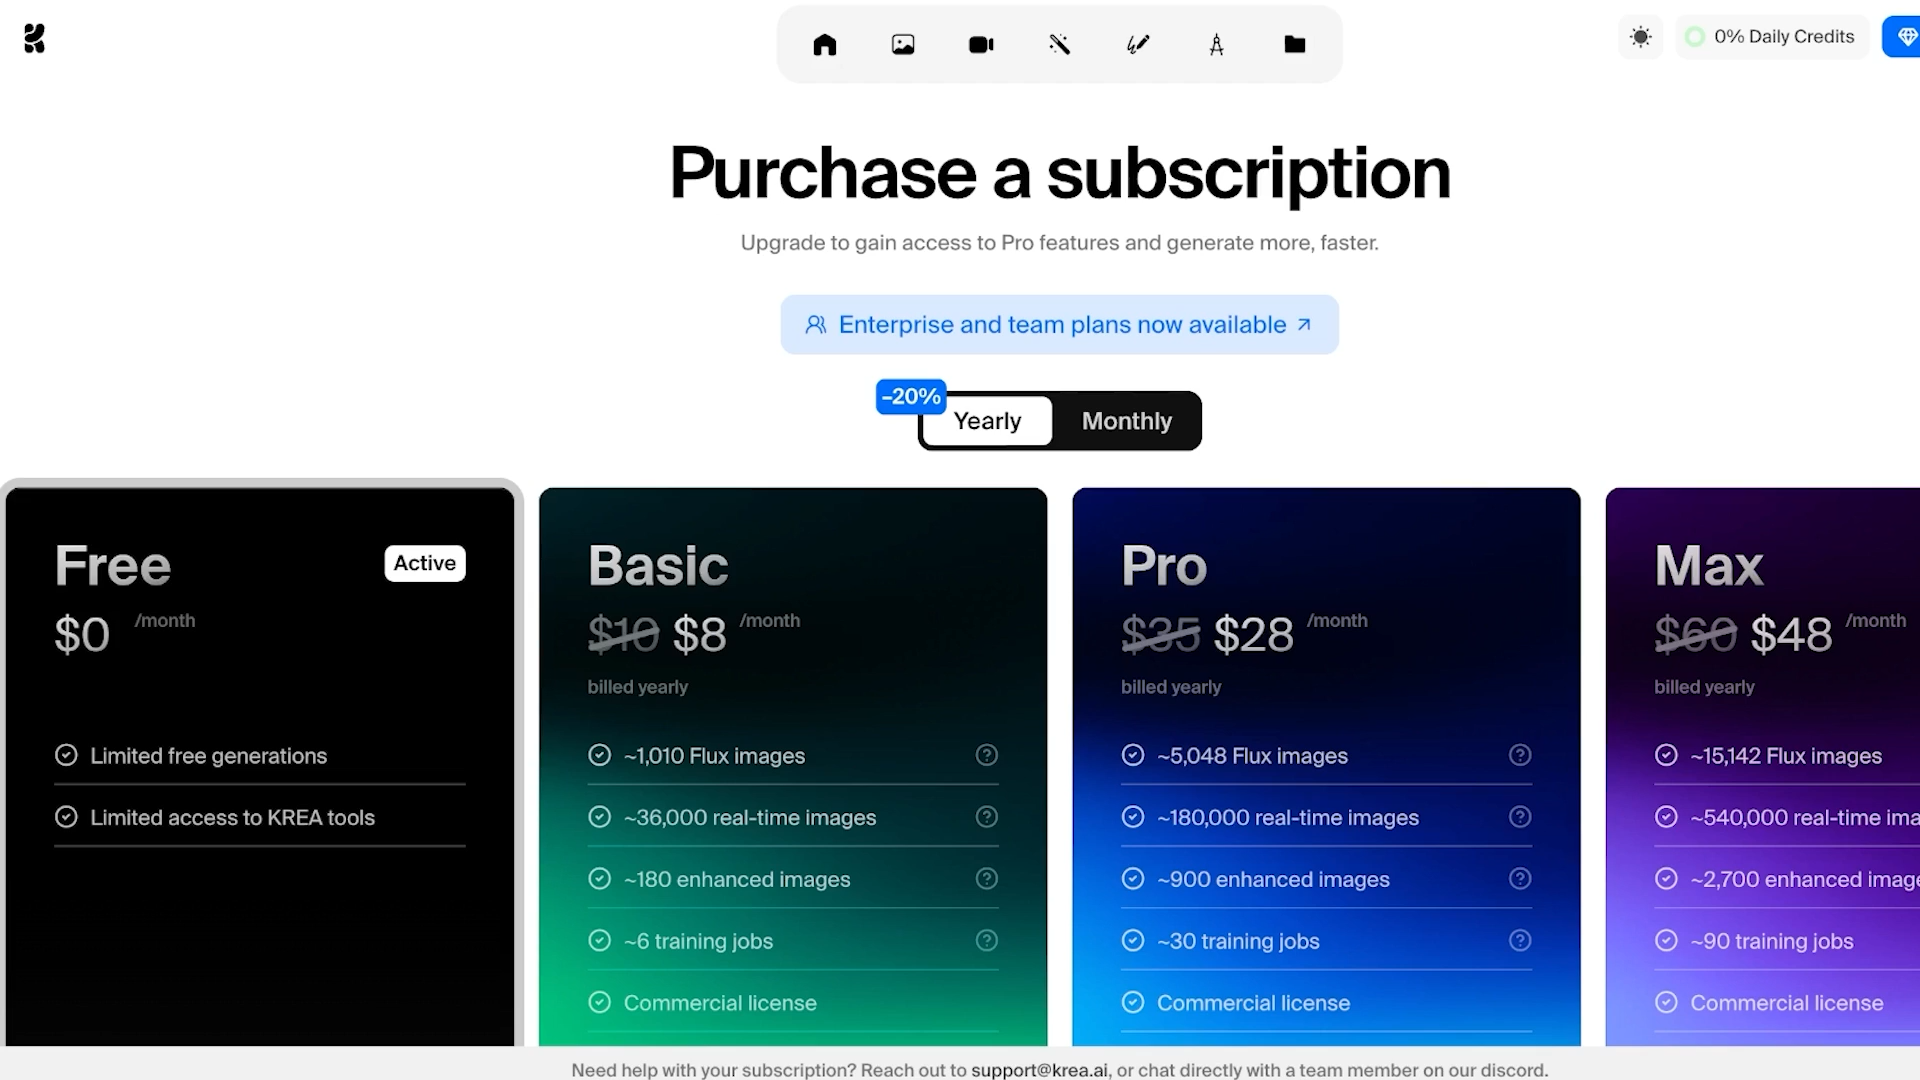 0% Daily Credits
Purchase a subscription
Upgrade to gain access to Pro features and generate more, faster.
Enterprise and team plans now available
-20%
Yearly
Monthly
Free
Active
$0 /month
Limited free generations
Limited access to KREA tools
Basic
$10 $8 /month
billed yearly
~1,010 Flux images
~36,000 real-time images
~180 enhanced images
~6 training jobs
Commercial license
Pro
$35 $28 /month
billed yearly
~5,048 Flux images
~180,000 real-time images
~900 enhanced images
~30 training jobs
Commercial license
Max
$60 $48 /month
billed yearly
~15,142 Flux images
~540,000 real-time ima
~2,700 enhanced image
~90 training jobs
Commercial license
Need help with your subscription? Reach out to support@krea.ai, or chat directly with a team member on our discord.